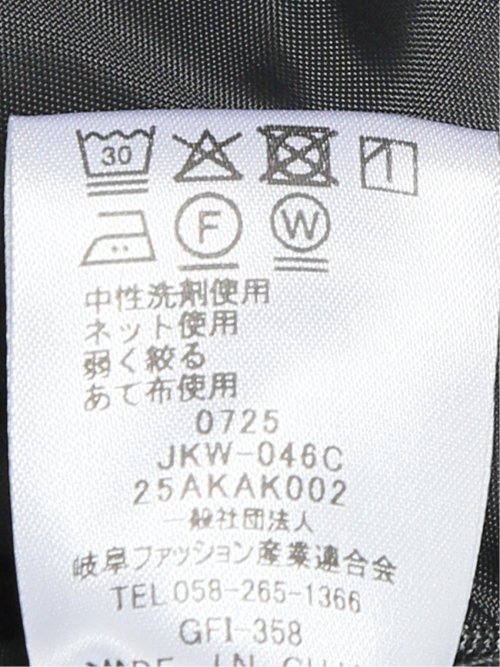 30
F W
中性洗剤使用
ネット使用
弱く絞る
あて布使用
0725
JKW-046C
25AKAK002
一般社団法人
岐阜ファッション産業連合会
TEL 058-265-1366
GFI-358
MADE IN